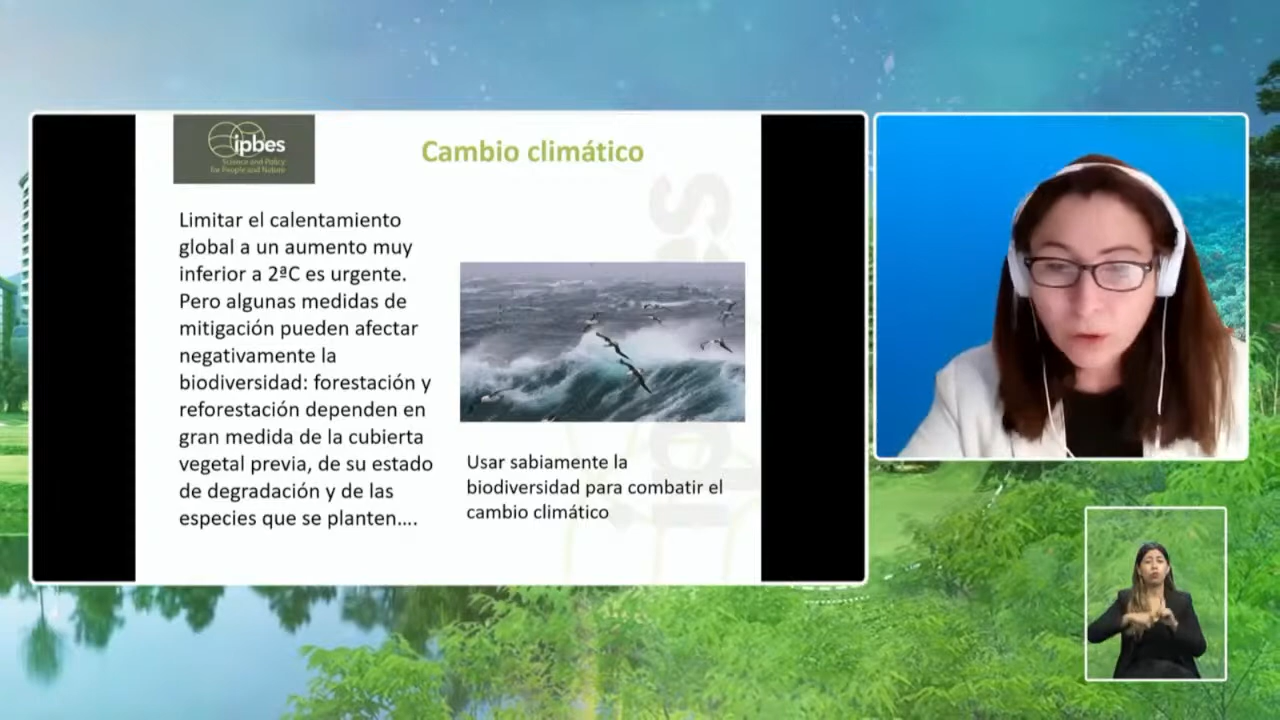 ipbes
Science and Policy
for People and Nature
Cambio climático
Limitar el calentamiento
global a un aumento muy
inferior a 2ªC es urgente.
Pero algunas medidas de
mitigación pueden afectar
negativamente la
biodiversidad: forestación y
reforestación dependen en
gran medida de la cubierta
vegetal previa, de su estado
de degradación y de las
especies que se planten....
Usar sabiamente la
biodiversidad para combatir el
cambio climático